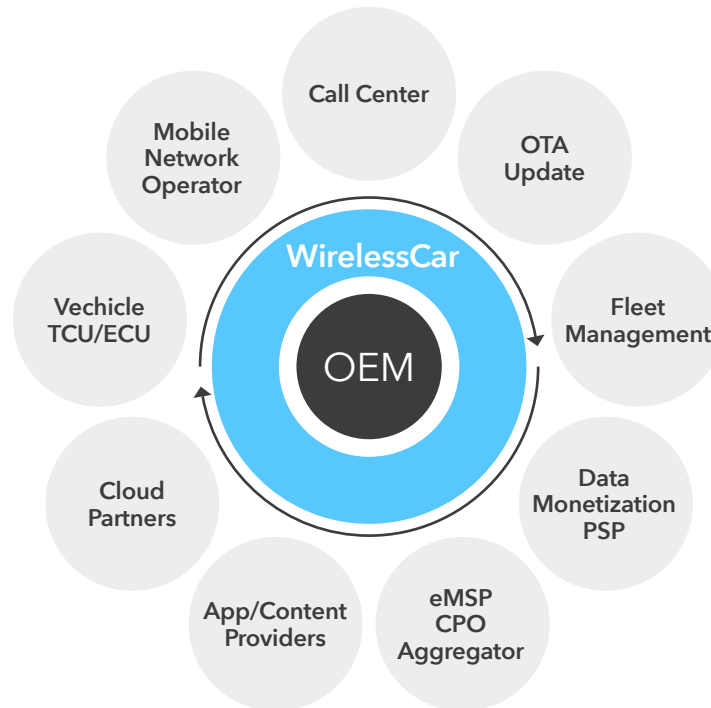 Call Center
Mobile
Network
Operator
OTA
Update
WirelessCar
Vechicle
TCU/ECU
Fleet
Management
OEM
Cloud
Partners
Data
Monetization
PSP
App/Content
Providers
eMSP
CPO
Aggregator